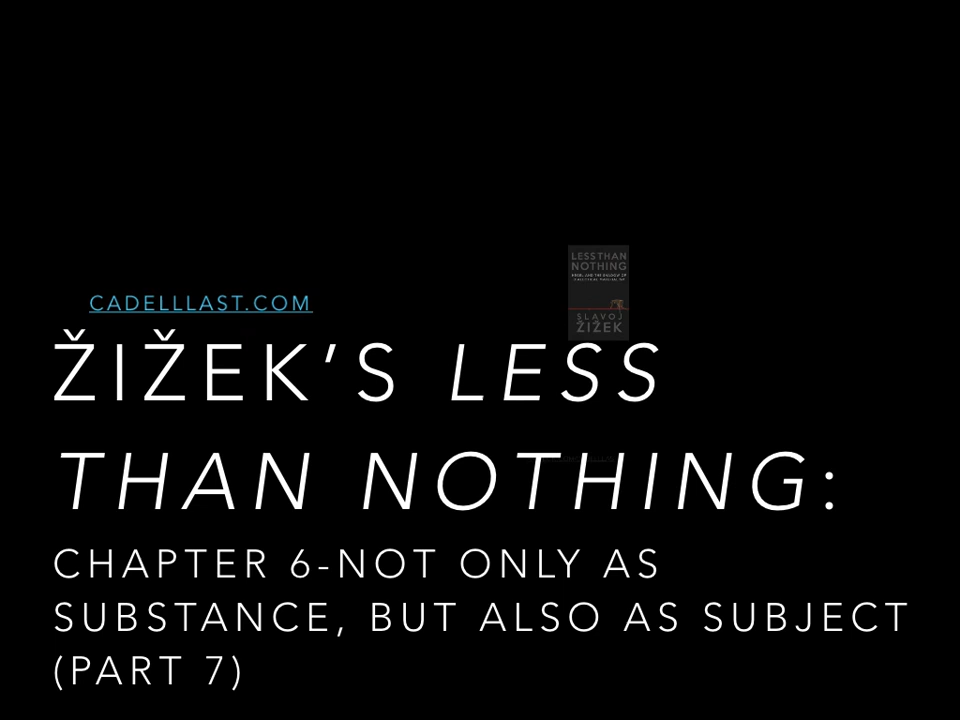 LESS THAN
NOTHING
SLAVOJ
ŽIŽEK
CADELLLAST.COM
ŽIŽEK’S LESS
THAN NOTHING:
CHAPTER 6-NOT ONLY AS
SUBSTANCE, BUT ALSO AS SUBJECT
(PART 7)